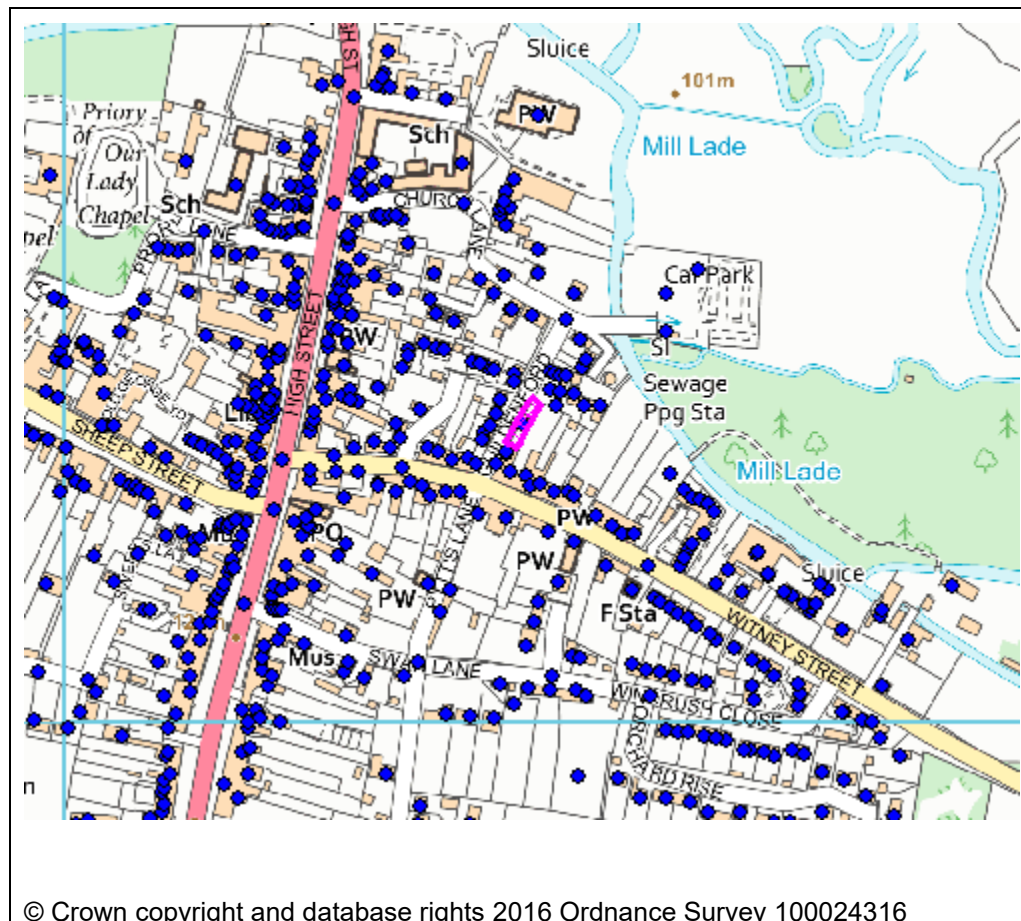 Sluice
101m
Priory
of
Our
Lady
Chapel
PW
Sch
Mill Lade
Sch
CHURCH LANE
PRIORY LANE
Car Park
HIGH STREET
PW
Sewage
Ppg Sta
Mill Lade
SHEEP STREET
PO
PW
PW
Sluice
PW
F Sta
WITNEY STREET
Mus
SWAN LANE
WINDRUSH CLOSE
ORCHARD RISE
© Crown copyright and database rights 2016 Ordnance Survey 100024316